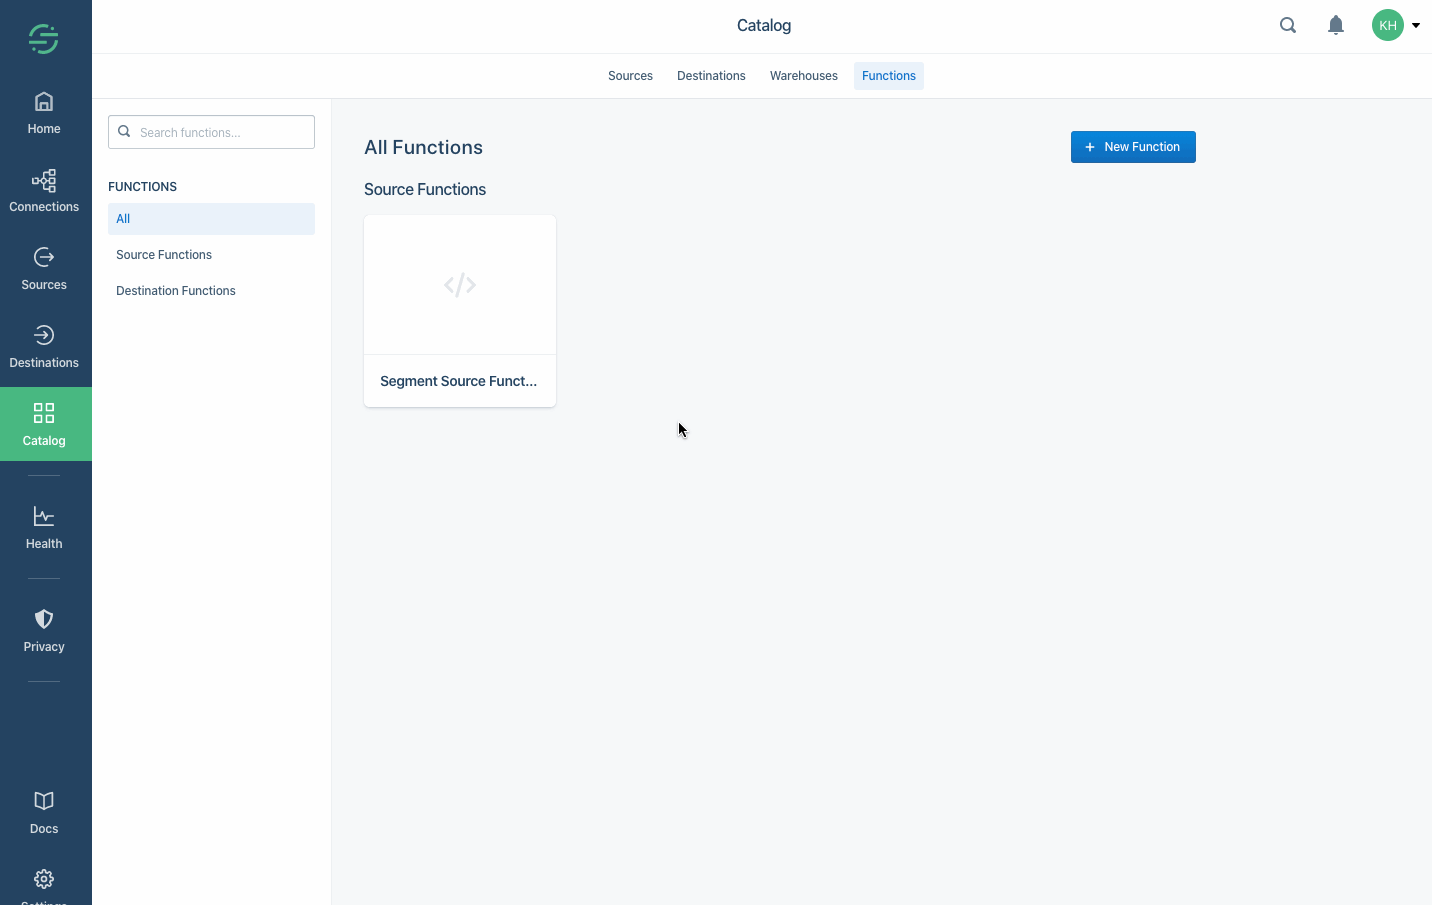 Catalog
KH
Sources
Destinations
Warehouses
Functions
Home
Connections
Sources
Destinations
Catalog
Health
Privacy
Docs
Search functions...
FUNCTIONS
All
Source Functions
Destination Functions
All Functions
+ New Function
Source Functions
</>
Segment Source Funct...